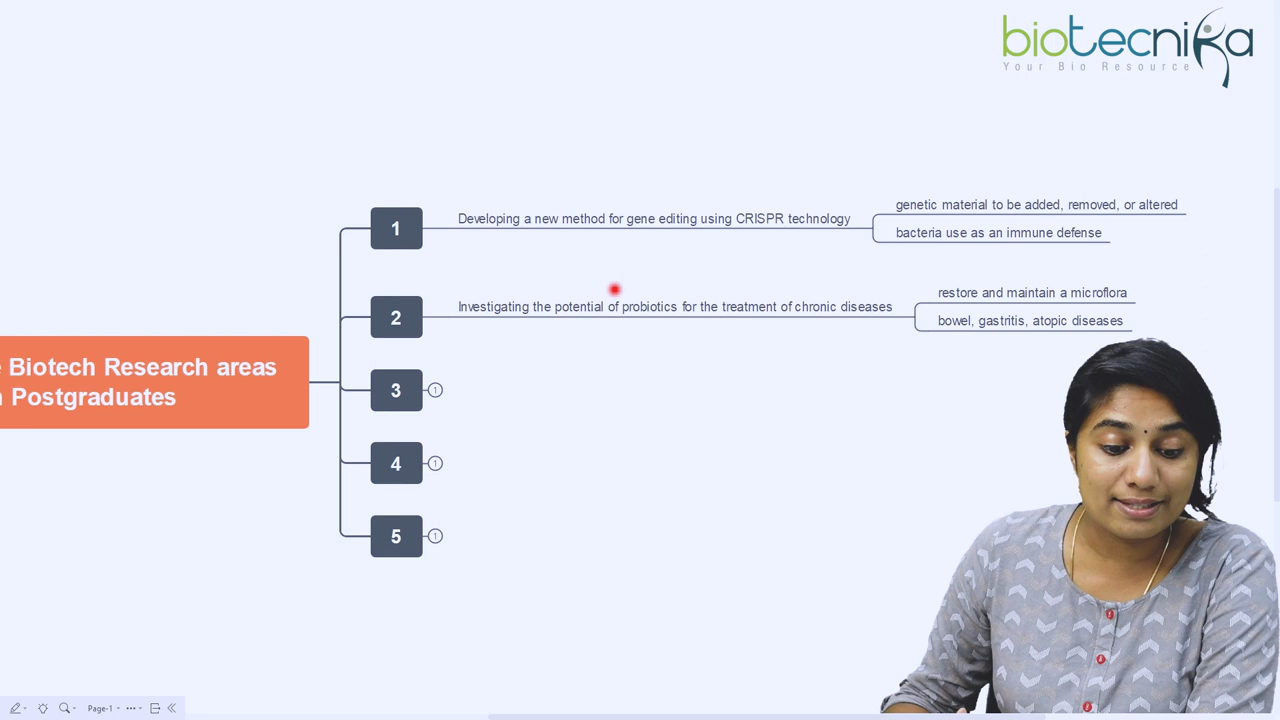 biotecnika
Your Bio Resource
Biotech Research areas
Postgraduates
1
Developing a new method for gene editing using CRISPR technology
genetic material to be added, removed, or altered
bacteria use as an immune defense
2
Investigating the potential of probiotics for the treatment of chronic diseases
restore and maintain a microflora
bowel, gastritis, atopic diseases
3
1
4
1
5
1
Page-1